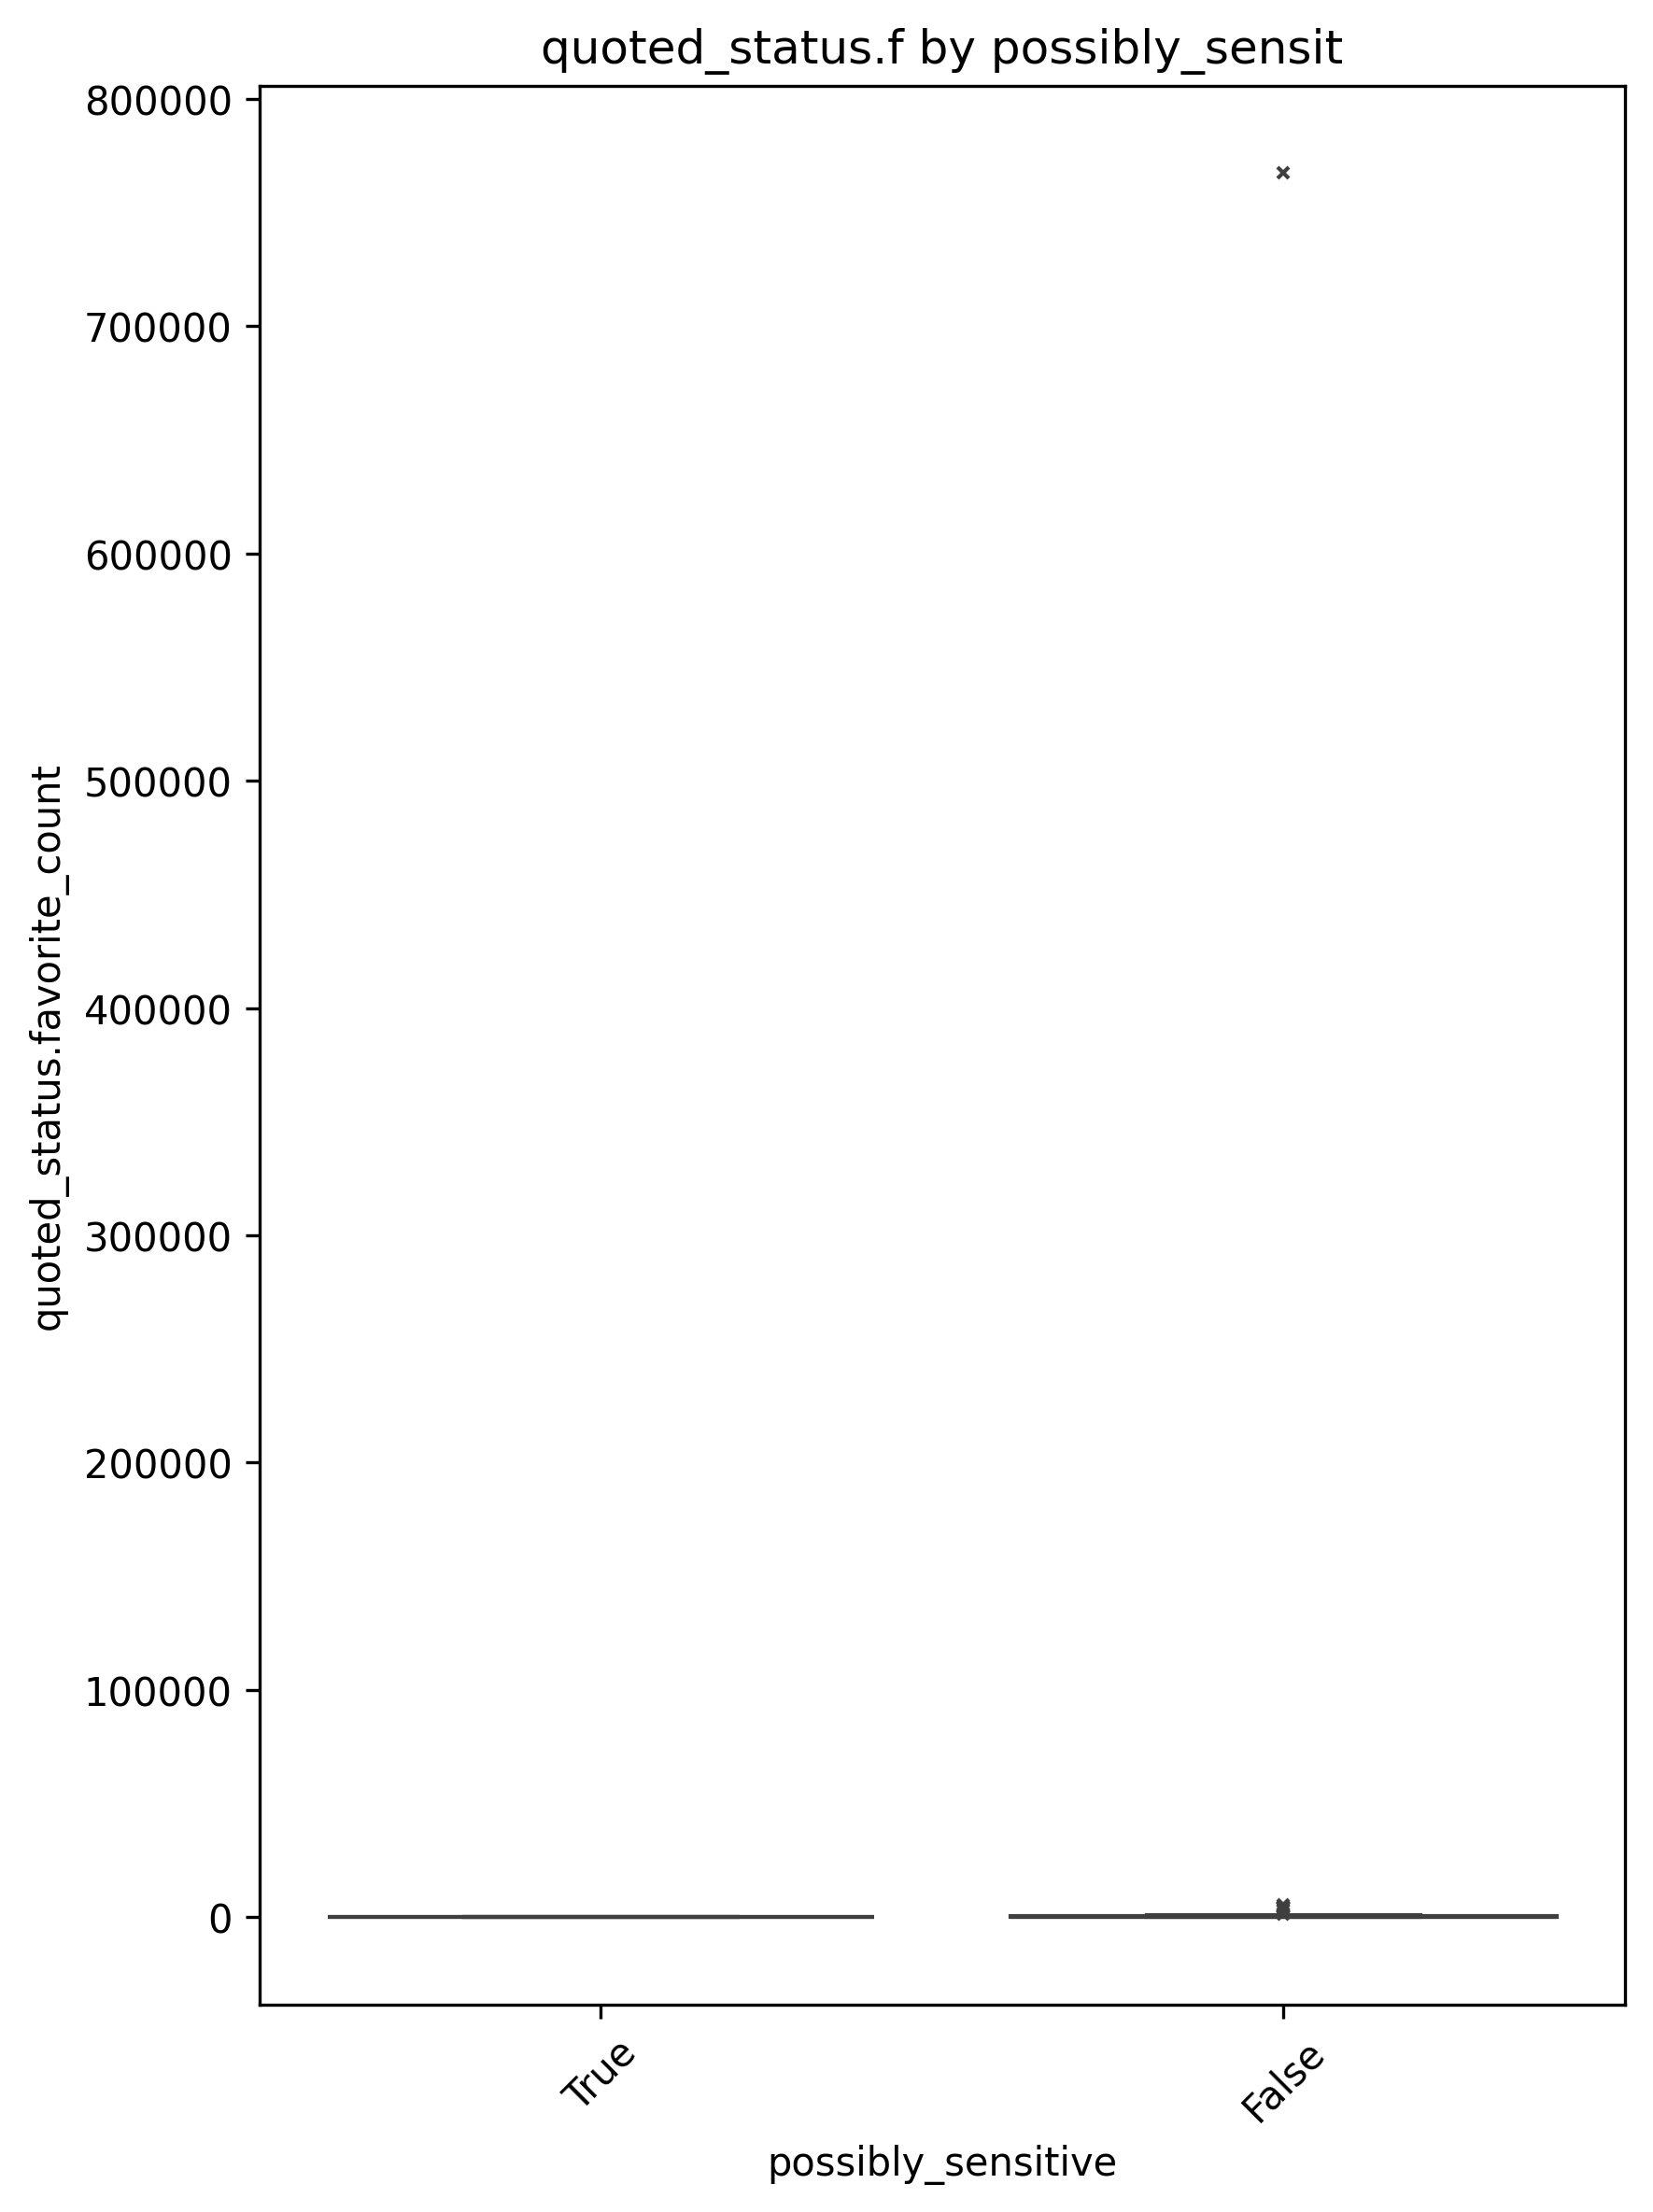 quoted_status.f by possibly_sensit
800000
700000
600000
500000
400000
300000
200000
100000
0
quoted_status.favorite_count
True
False
possibly_sensitive